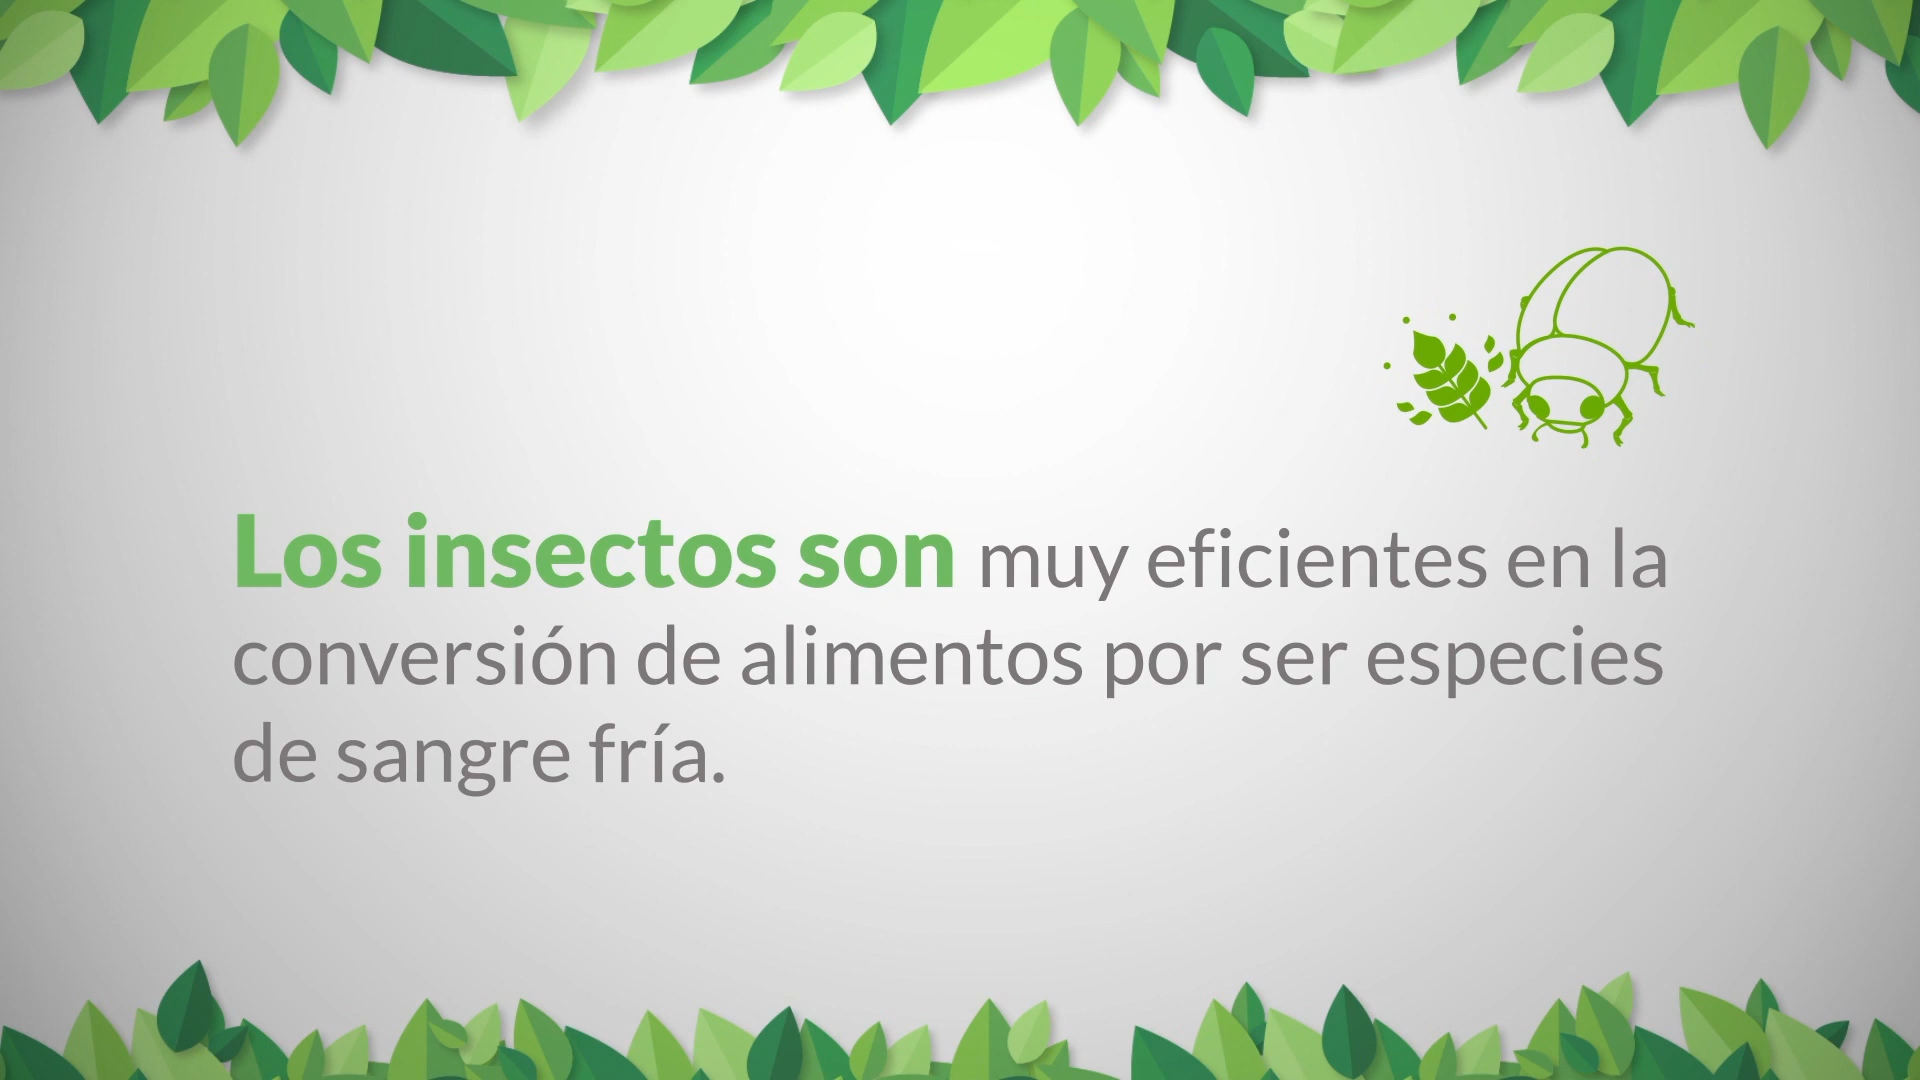 Los insectos son muy eficientes en la
conversión de alimentos por ser especies
de sangre fría.